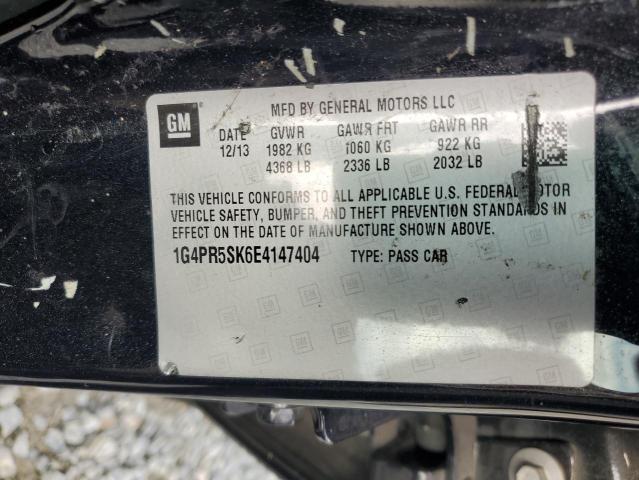 GM
MFD BY GENERAL MOTORS LLC
DATE GVWR GAWR FRT GAWR RR
12/13 1982 KG 1060 KG 922 KG
4368 LB 2336 LB 2032 LB
THIS VEHICLE CONFORMS TO ALL APPLICABLE U.S. FEDERAL MOTOR
VEHICLE SAFETY, BUMPER, AND THEFT PREVENTION STANDARDS IN
EFFECT ON THE DATE OF MANUFACTURE SHOWN ABOVE.
1G4PR5SK6E4147404 TYPE: PASS CAR